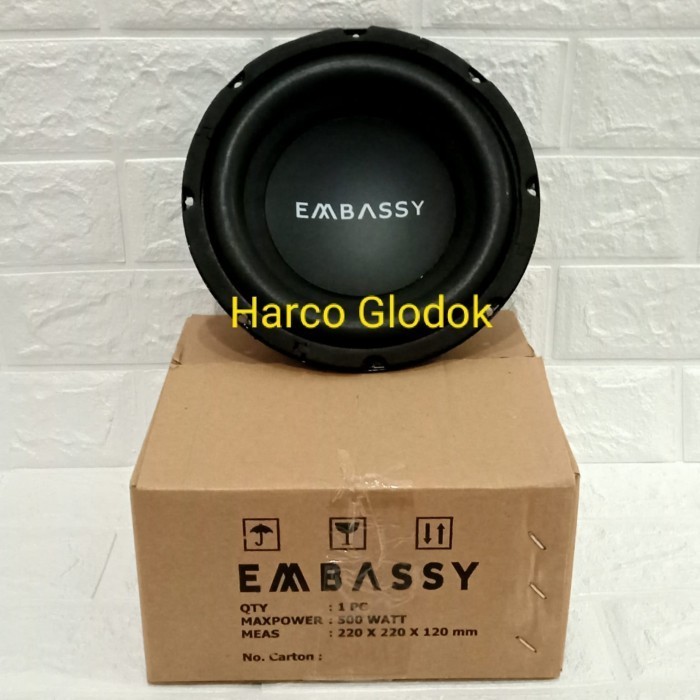 EMBASSY
Harco Glodok
EMBASSY
QTY : 1 PC
MAXPOWER : 500 WATT
MEAS : 220 X 220 X 120 mm
No. Carton :